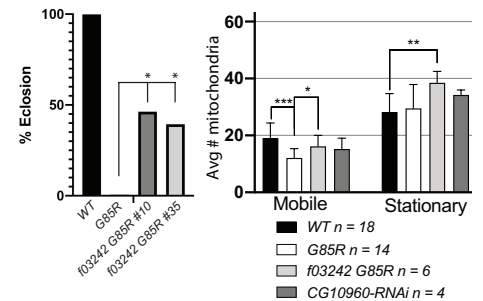 % Eclosion
100
50
0
*
*
WT
G85R
f03242 G85R #10
f03242 G85R #35
Avg # mitochondria
60
40
20
0
***
*
**
Mobile
Stationary
WT n = 18
G85R n = 14
f03242 G85R n = 6
CG10960-RNAi n = 4